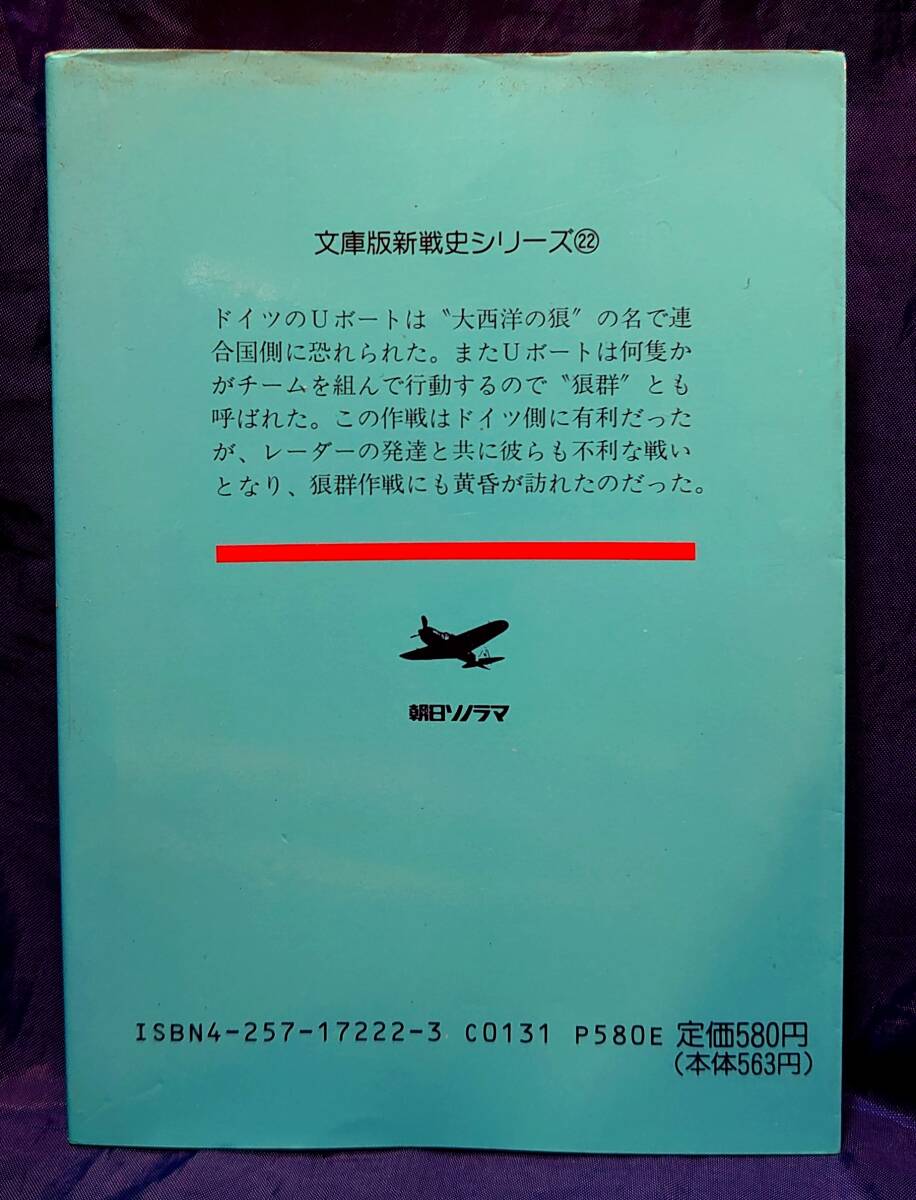 文庫版新戦史シリーズ㉒
ドイツのUボートは〝大西洋の狼〟の名で連
合国側に恐れられた。またUボートは何隻か
がチームを組んで行動するので〝狼群〟とも
呼ばれた。この作戦はドイツ側に有利だった
が、レーダーの発達と共に彼らも不利な戦い
となり、狼群作戦にも黄昏が訪れたのだった。
朝日ソノラマ
ISBN4-257-17222-3 C0131 P580E 定価580円
(本体563円)